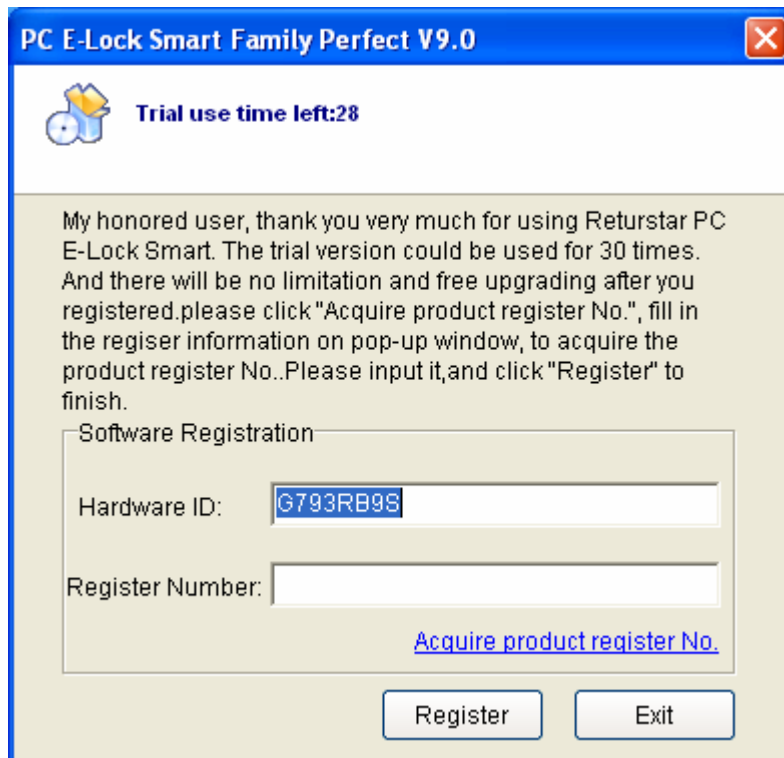 PC E-Lock Smart Family Perfect V9.0
Trial use time left:28
My honored user, thank you very much for using Returstar PC
E-Lock Smart. The trial version could be used for 30 times.
And there will be no limitation and free upgrading after you
registered.please click "Acquire product register No.", fill in
the regiser information on pop-up window, to acquire the
product register No..Please input it,and click "Register" to
finish.
Software Registration
Hardware ID: G793RB9S
Register Number:
Acquire product register No.
Register Exit